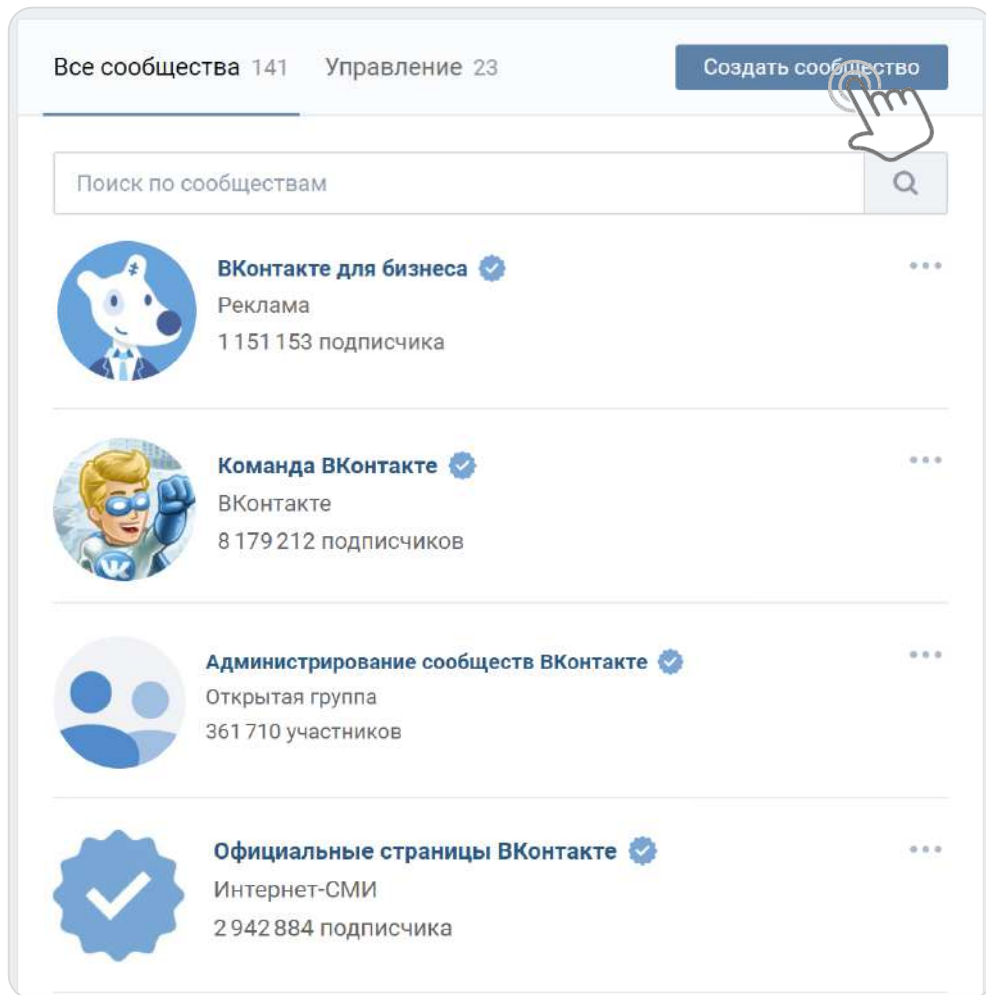 Все сообщества 141 Управление 23 Создать сообщество
Поиск по сообществам
ВКонтакте для бизнеса
Реклама
1 151 153 подписчика
Команда ВКонтакте
ВКонтакте
8 179 212 подписчиков
Администрирование сообществ ВКонтакте
Открытая группа
361 710 участников
Официальные страницы ВКонтакте
Интернет-СМИ
2 942 884 подписчика